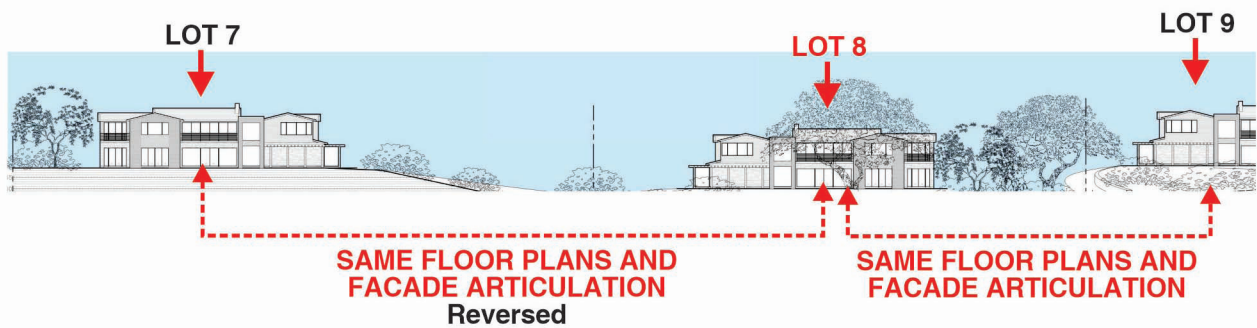 LOT 7
LOT 8
LOT 9
SAME FLOOR PLANS AND
FACADE ARTICULATION
Reversed
SAME FLOOR PLANS AND
FACADE ARTICULATION